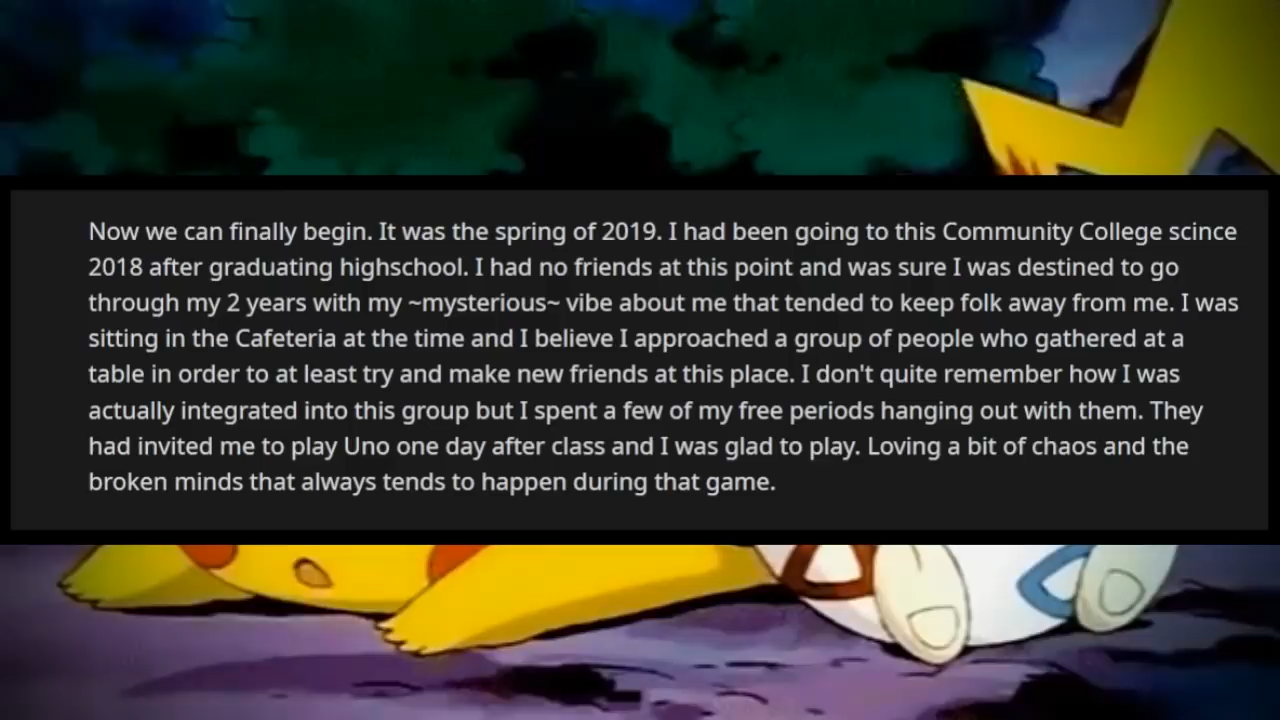 Now we can finally begin. It was the spring of 2019. I had been going to this Community College scince
2018 after graduating highschool. I had no friends at this point and was sure I was destined to go
through my 2 years with my ~mysterious~ vibe about me that tended to keep folk away from me. I was
sitting in the Cafeteria at the time and I believe I approached a group of people who gathered at a
table in order to at least try and make new friends at this place. I don't quite remember how I was
actually integrated into this group but I spent a few of my free periods hanging out with them. They
had invited me to play Uno one day after class and I was glad to play. Loving a bit of chaos and the
broken minds that always tends to happen during that game.